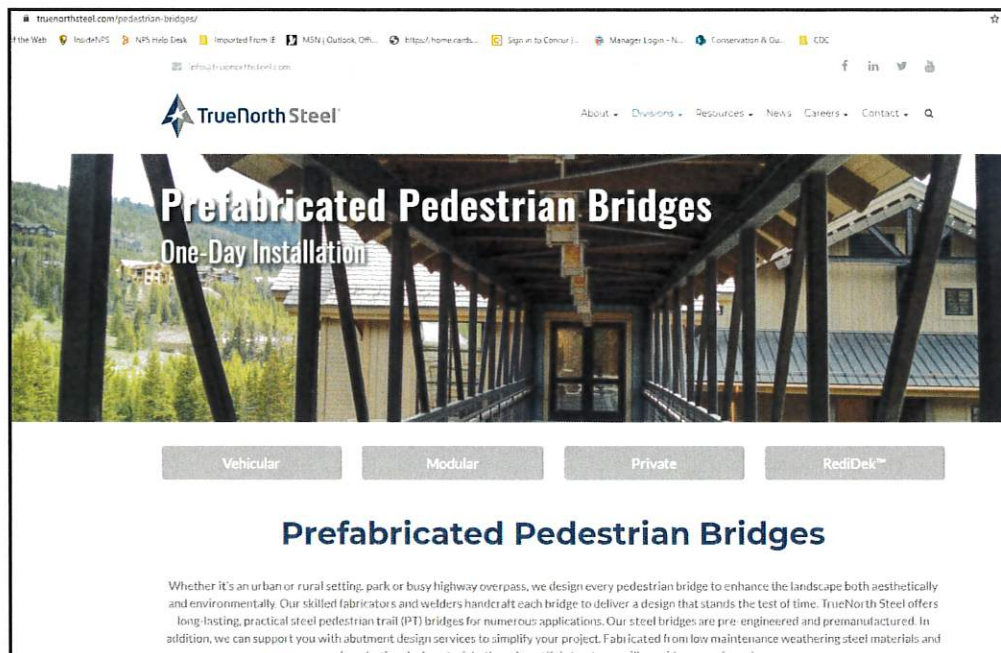 truenorthsteel.com/pedestrian-bridges/
f the Web InsideNPS NPS Help Desk Imported From IE MSN | Outlook, Offi... https://home.cards... Sign in to Concur |... Manager Login - N... Conservation & Gu... CDC
info@truenorthsteel.com
TrueNorth Steel
About Divisions Resources News Careers Contact
Prefabricated Pedestrian Bridges
One-Day Installation
Vehicular Modular Private RediDek™
Prefabricated Pedestrian Bridges
Whether it's an urban or rural setting, park or busy highway overpass, we design every pedestrian bridge to enhance the landscape both aesthetically
and environmentally. Our skilled fabricators and welders handcraft each bridge to deliver a design that stands the test of time. TrueNorth Steel offers
long-lasting, practical steel pedestrian trail (PT) bridges for numerous applications. Our steel bridges are pre-engineered and premanufactured. In
addition, we can support you with abutment design services to simplify your project. Fabricated from low maintenance weathering steel materials and